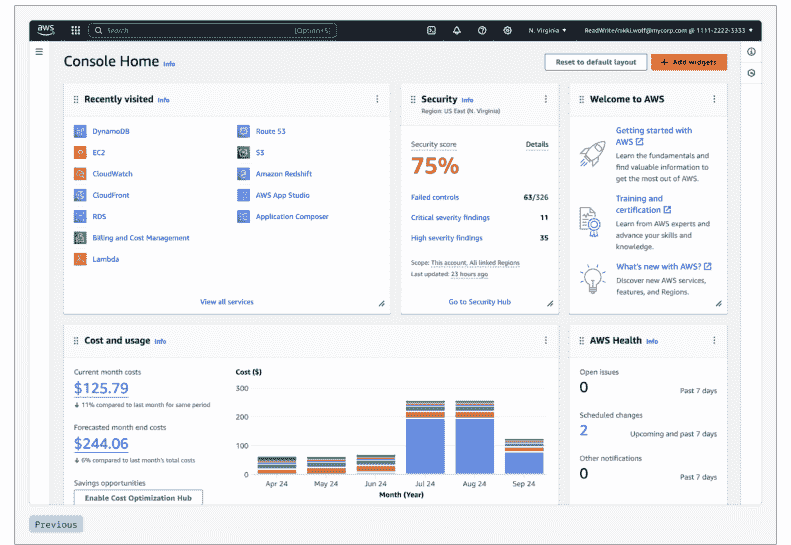 aws
Search [Option+S] N. Virginia ReadWrite/nikki.wolf@mycorp.com @ 1111-2222-3333
Console Home Info
Reset to default layout
Add widgets
Recently visited Info
DynamoDB
EC2
CloudWatch
CloudFront
RDS
Billing and Cost Management
Lambda
Route 53
S3
Amazon Redshift
AWS App Studio
Application Composer
View all services
Security Info
Region: US East (N. Virginia)
Security score Details
75%
Failed controls 63/326
Critical severity findings 11
High severity findings 35
Scope: This account, All linked Regions
Last updated: 23 hours ago
Go to Security Hub
Welcome to AWS
Getting started with
AWS
Learn the fundamentals and
find valuable information to
get the most out of AWS.
Training and
certification
Learn from AWS experts and
advance your skills and
knowledge.
What's new with AWS?
Discover new AWS services,
features, and Regions.
Cost and usage Info
Current month costs
$125.79
11% compared to last month for same period
Forecasted month end costs
$244.06
6% compared to last month's total costs
Savings opportunities
Enable Cost Optimization Hub
Cost ($)
300
200
100
0
Apr 24 May 24 Jun 24 Jul 24 Aug 24 Sep 24
Month (Year)
AWS Health Info
Open issues
0 Past 7 days
Scheduled changes
2 Upcoming and past 7 days
Other notifications
0 Past 7 days
Previous